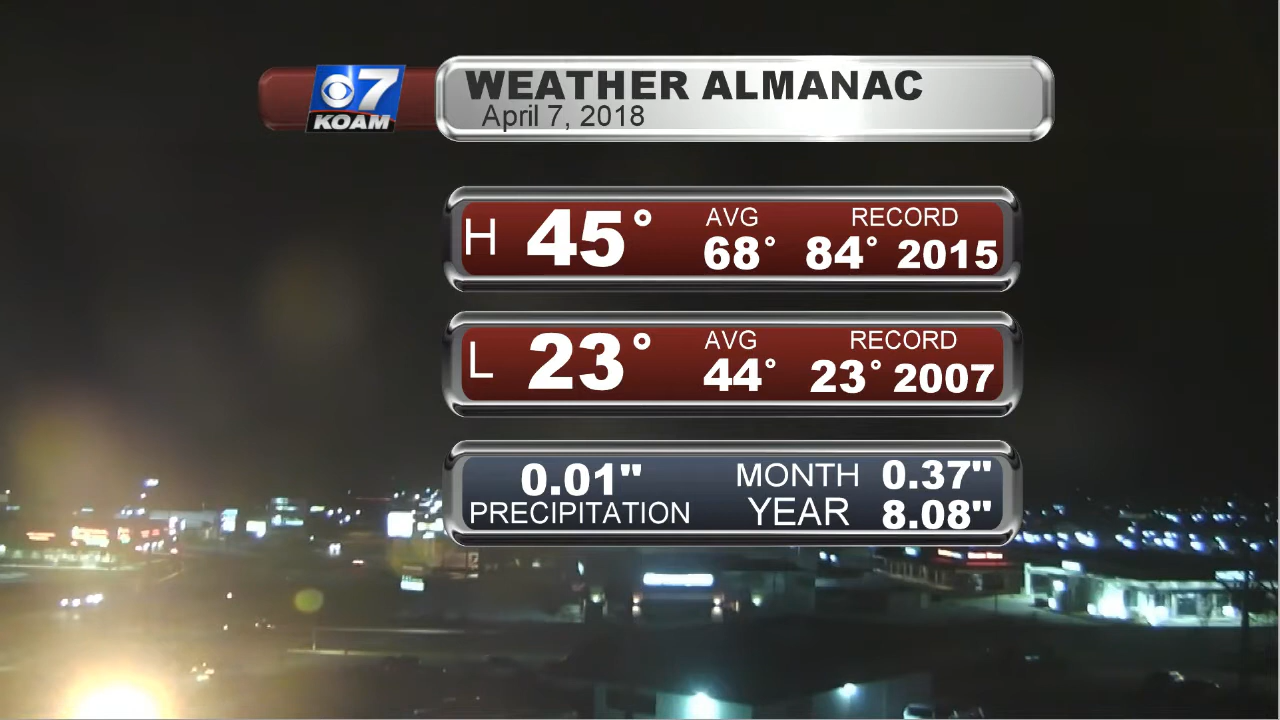 7
KOAM
WEATHER ALMANAC
April 7, 2018
H 45° AVG 68° RECORD 84° 2015
L 23° AVG 44° RECORD 23° 2007
0.01" PRECIPITATION
MONTH 0.37"
YEAR 8.08"